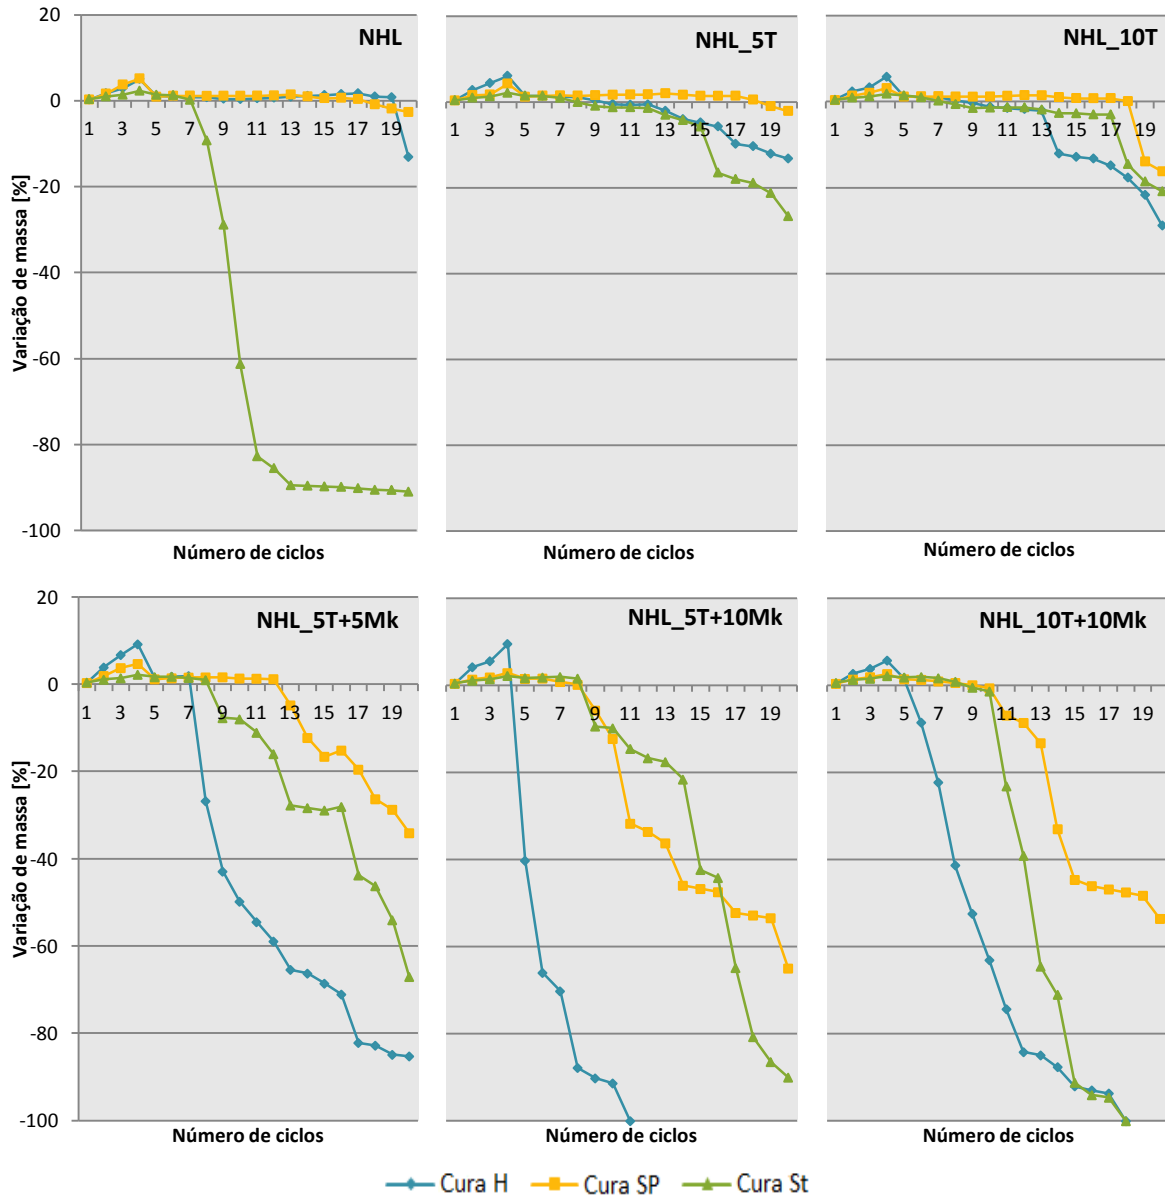 NHL
NHL_5T
NHL_10T
Variação de massa [%]
20
0
-20
-40
-60
-80
-100
1 3 5 7 9 11 13 15 17 19
1 3 5 7 9 11 13 15 17 19
1 3 5 7 9 11 13 15 17 19
Número de ciclos
Número de ciclos
Número de ciclos
NHL_5T+5Mk
NHL_5T+10Mk
NHL_10T+10Mk
Variação de massa [%]
20
0
-20
-40
-60
-80
-100
1 3 5 7 9 11 13 15 17 19
1 3 5 7 9 11 13 15 17 19
1 3 5 7 9 11 13 15 17 19
Número de ciclos
Número de ciclos
Número de ciclos
Cura H Cura SP Cura St